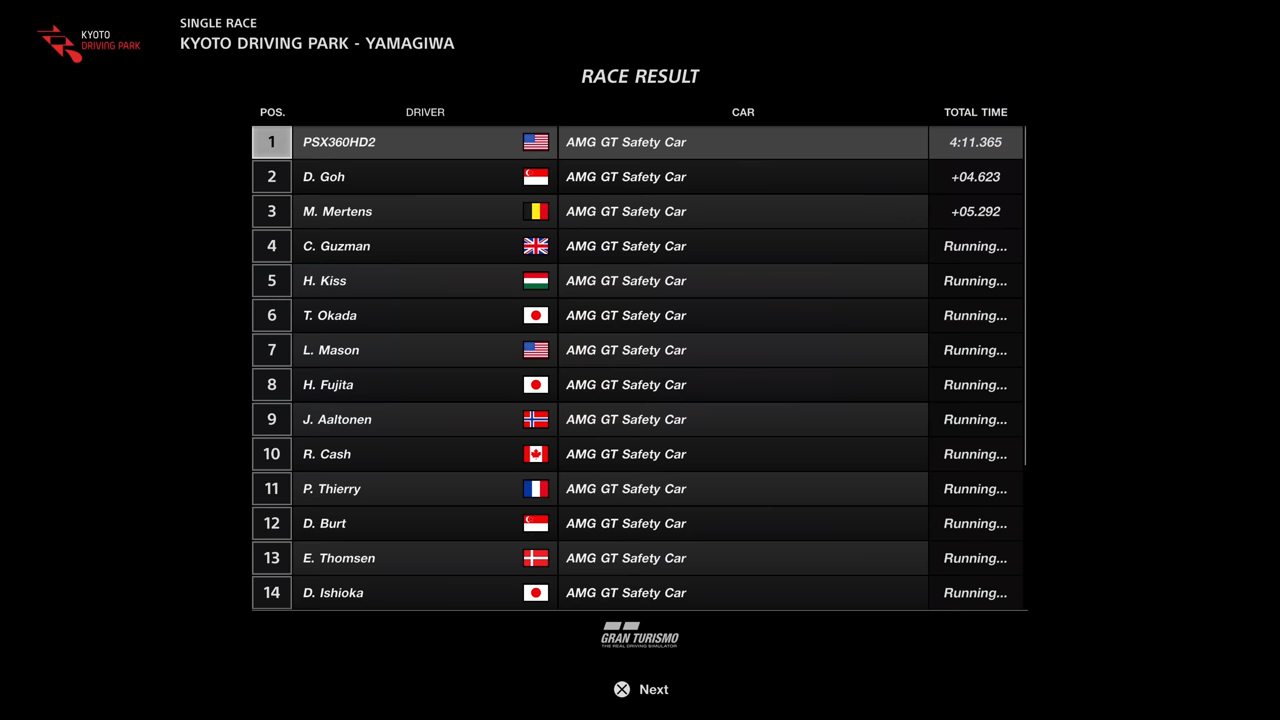 SINGLE RACE
KYOTO DRIVING PARK - YAMAGIWA
KYOTO
DRIVING PARK
RACE RESULT
POS. DRIVER CAR TOTAL TIME
1 PSX360HD2 AMG GT Safety Car 4:11.365
2 D. Goh AMG GT Safety Car +04.623
3 M. Mertens AMG GT Safety Car +05.292
4 C. Guzman AMG GT Safety Car Running...
5 H. Kiss AMG GT Safety Car Running...
6 T. Okada AMG GT Safety Car Running...
7 L. Mason AMG GT Safety Car Running...
8 H. Fujita AMG GT Safety Car Running...
9 J. Aaltonen AMG GT Safety Car Running...
10 R. Cash AMG GT Safety Car Running...
11 P. Thierry AMG GT Safety Car Running...
12 D. Burt AMG GT Safety Car Running...
13 E. Thomsen AMG GT Safety Car Running...
14 D. Ishioka AMG GT Safety Car Running...
GRAN TURISMO
THE REAL DRIVING SIMULATOR
Next